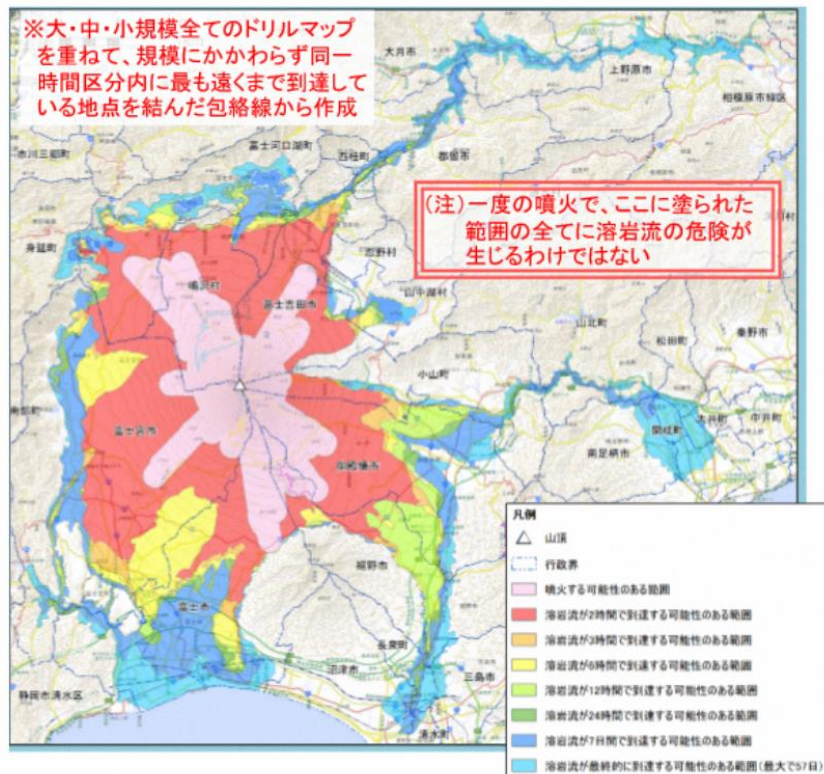 ※大・中・小規模全てのドリルマップ
を重ねて、規模にかかわらず同一
時間区分内に最も遠くまで到達して
いる地点を結んだ包絡線から作成
大月市
上野原市
相模原市緑区
市川三郷町
富士河口湖町
西桂町
都留市
(注)一度の噴火で、ここに塗られた
範囲の全てに溶岩流の危険が
生じるわけではない
身延町
忍野村
鳴沢村
富士吉田市
山中湖村
山北町
秦野市
松田町
小山町
南部町
開成町
大井町
中井町
富士宮市
御殿場市
南足柄市
裾野市
富士市
長泉町
沼津市
三島市
静岡市清水区
清水町
凡例
山頂
行政界
噴火する可能性のある範囲
溶岩流が2時間で到達する可能性のある範囲
溶岩流が3時間で到達する可能性のある範囲
溶岩流が6時間で到達する可能性のある範囲
溶岩流が12時間で到達する可能性のある範囲
溶岩流が24時間で到達する可能性のある範囲
溶岩流が7日間で到達する可能性のある範囲
溶岩流が最終的に到達する可能性のある範囲(最大で57日)